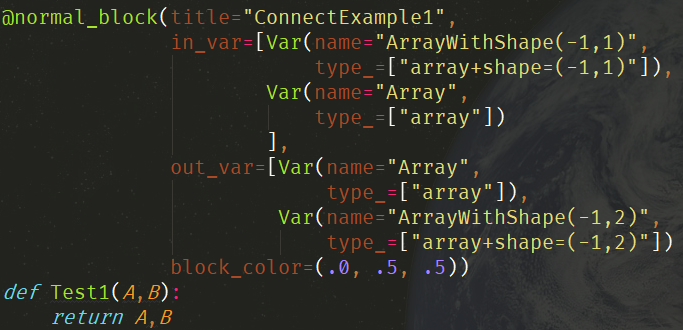 @normal_block(title="ConnectExample1",
in_var=[Var(name="ArrayWithShape(-1,1)",
type_=["array+shape=(-1,1)"]),
Var(name="Array",
type_=["array"])
],
out_var=[Var(name="Array",
type_=["array"]),
Var(name="ArrayWithShape(-1,2)",
type_=["array+shape=(-1,2)"])
block_color=(.0, .5, .5))
def Test1(A,B):
return A,B